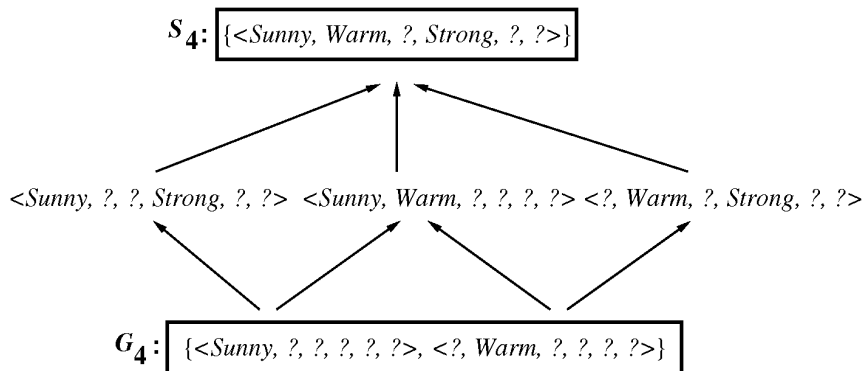 S4: {<Sunny, Warm, ?, Strong, ?, ?>}
<Sunny, ?, ?, Strong, ?, ?> <Sunny, Warm, ?, ?, ?, ?> <?, Warm, ?, Strong, ?, ?>
G4: {<Sunny, ?, ?, ?, ?, ?>, <?, Warm, ?, ?, ?, ?>}